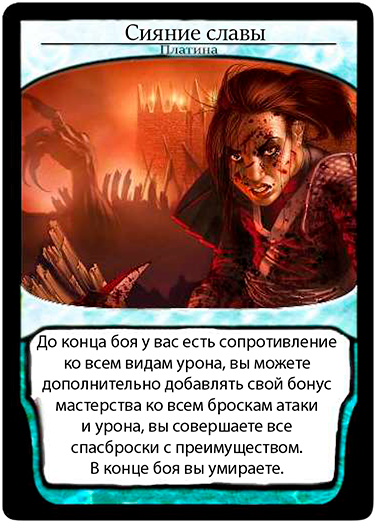 Сияние славы
Платина
До конца боя у вас есть сопротивление
ко всем видам урона, вы можете
дополнительно добавлять свой бонус
мастерства ко всем броскам атаки
и урона, вы совершаете все
спасброски с преимуществом.
В конце боя вы умираете.